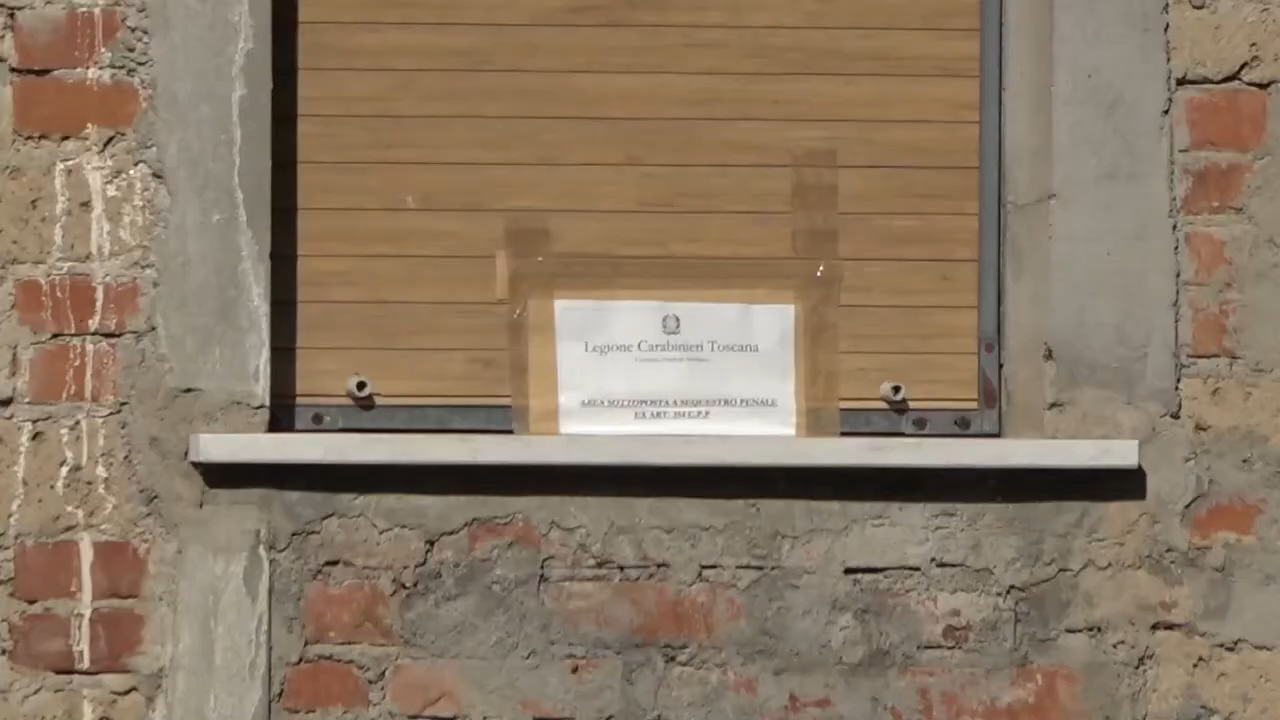 Legione Carabinieri Toscana
AREA SOTTOPOSTA A SEQUESTRO PENALE
EX ART. 354 C.P.P